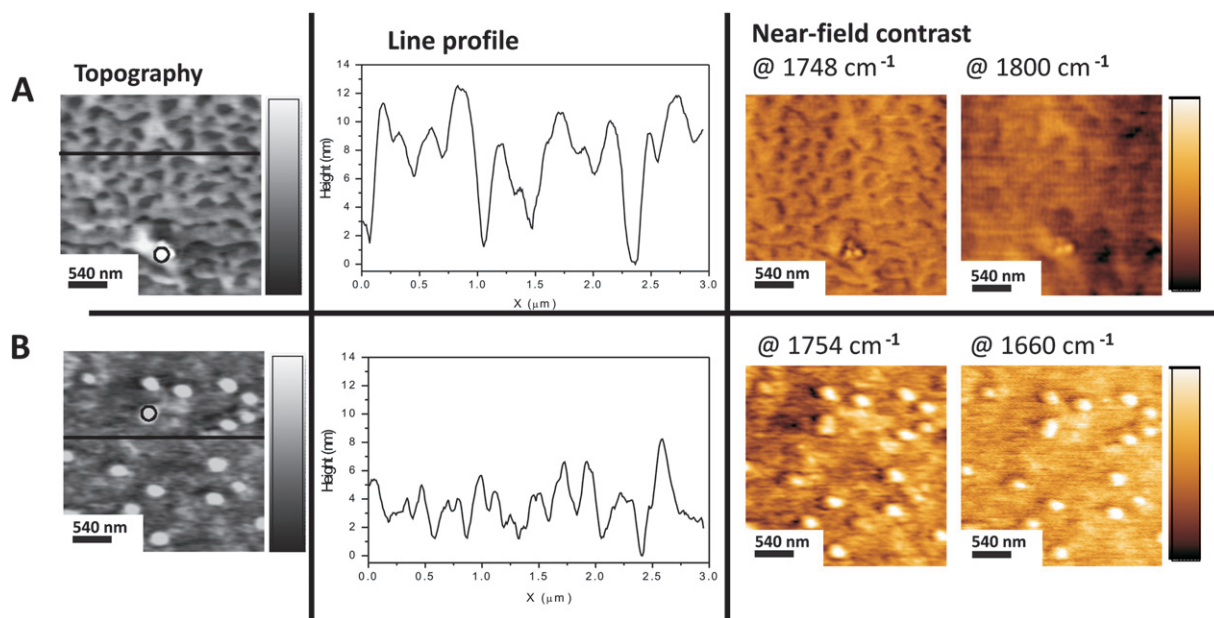 Topography
Line profile
Near-field contrast
@ 1748 cm⁻¹
@ 1800 cm⁻¹
A
540 nm
Height (nm)
14
12
10
8
6
4
2
0
0.0 0.5 1.0 1.5 2.0 2.5 3.0
X (μm)
540 nm
540 nm
B
@ 1754 cm⁻¹
@ 1660 cm⁻¹
540 nm
Height (nm)
14
12
10
8
6
4
2
0
0.0 0.5 1.0 1.5 2.0 2.5 3.0
X (μm)
540 nm
540 nm